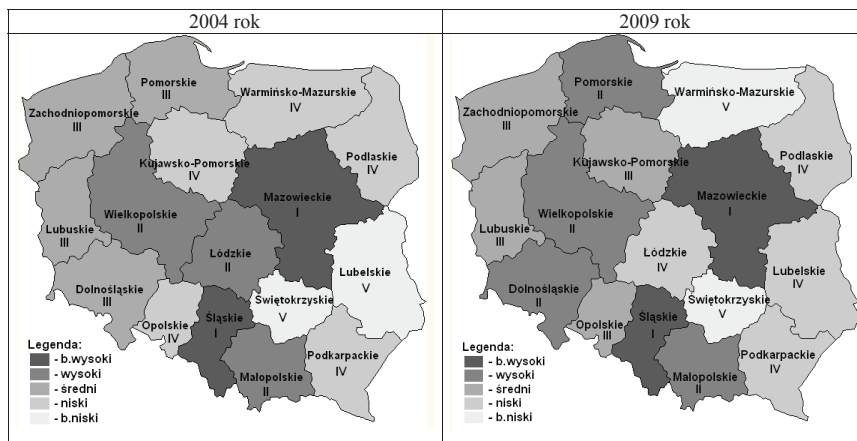 2004 rok
2009 rok
Pomorskie
III
Warmińsko-Mazurskie
IV
Zachodniopomorskie
III
Kujawsko-Pomorskie
IV
Podlaskie
IV
Mazowieckie
I
Wielkopolskie
II
Lubuskie
III
Łódzkie
II
Lubelskie
V
Dolnośląskie
III
Świętokrzyskie
V
Opolskie
IV
Śląskie
I
Podkarpackie
IV
Małopolskie
II
Legenda:
- b.wysoki
- wysoki
- średni
- niski
- b.niski
Pomorskie
II
Warmińsko-Mazurskie
V
Zachodniopomorskie
III
Kujawsko-Pomorskie
III
Podlaskie
IV
Mazowieckie
I
Wielkopolskie
II
Lubuskie
III
Łódzkie
IV
Lubelskie
IV
Dolnośląskie
II
Świętokrzyskie
V
Opolskie
III
Śląskie
I
Podkarpackie
IV
Małopolskie
II
Legenda:
- b.wysoki
- wysoki
- średni
- niski
- b.niski